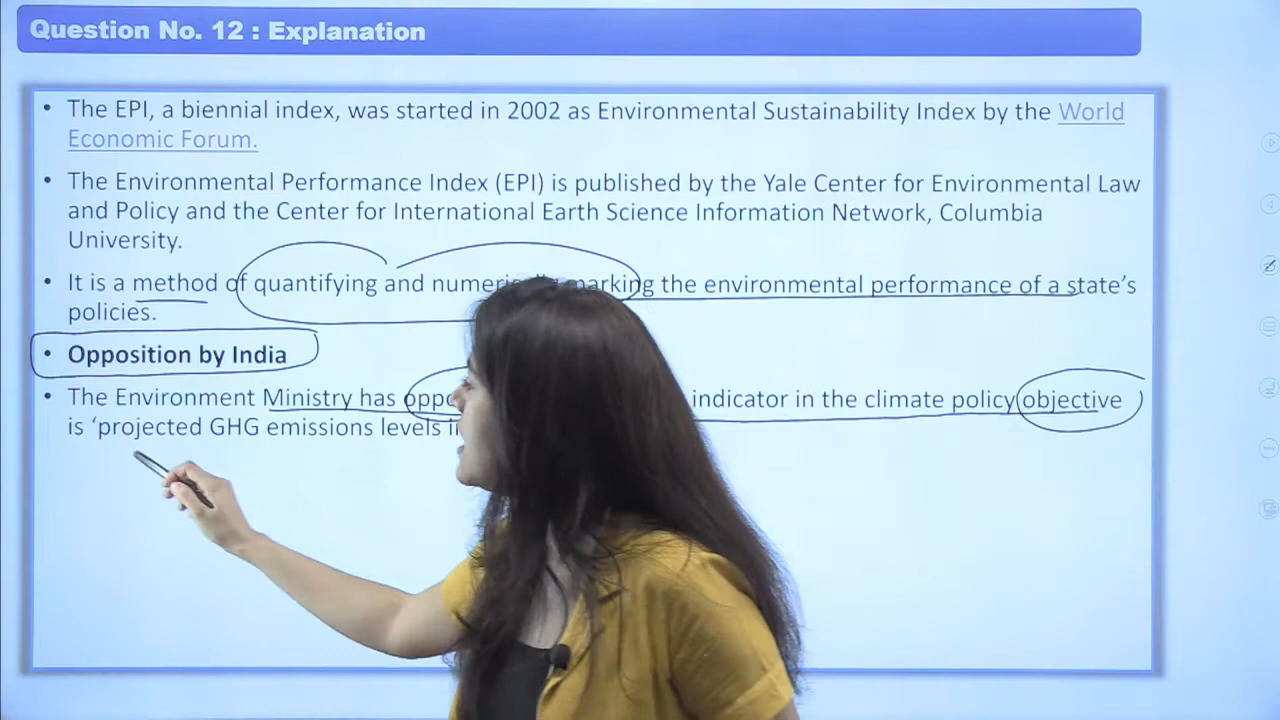 Question No. 12 : Explanation
• The EPI, a biennial index, was started in 2002 as Environmental Sustainability Index by the World
Economic Forum.
• The Environmental Performance Index (EPI) is published by the Yale Center for Environmental Law
and Policy and the Center for International Earth Science Information Network, Columbia
University.
• It is a method of quantifying and marking the environmental performance of a state's
policies.
• Opposition by India
• The Environment Ministry has indicator in the climate policy objective
is ‘projected GHG emissions levels